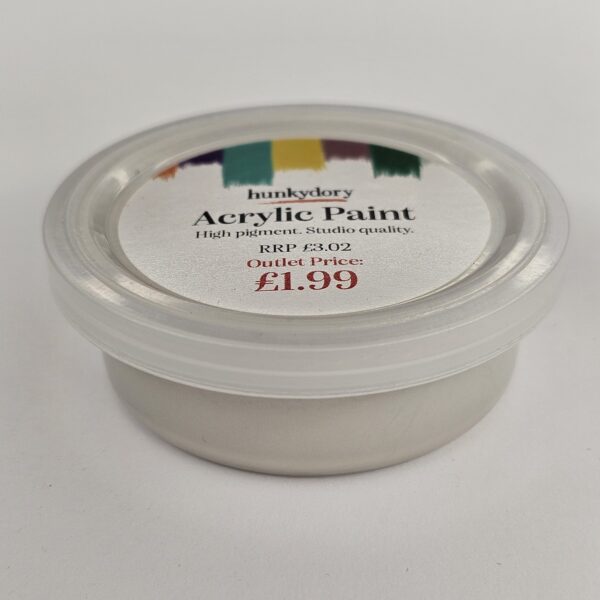 hunkydory
Acrylic Paint
High pigment. Studio quality.
RRP £3.02
Outlet Price:
£1.99